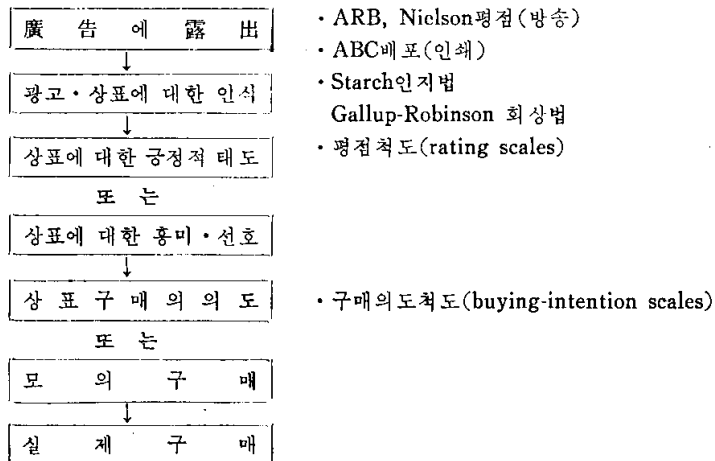 廣告에 露出 ・ARB, Nielson평점(방송)
・ABC배포(인쇄)
광고・상표에 대한 인식 ・Starch인지법
Gallup-Robinson 회상법
상표에 대한 긍정적 태도 ・평점척도(rating scales)
또는
상표에 대한 흥미・선호
상표구매의 의도 ・구매의도척도(buying-intention scales)
또는
모의구매
실제구매